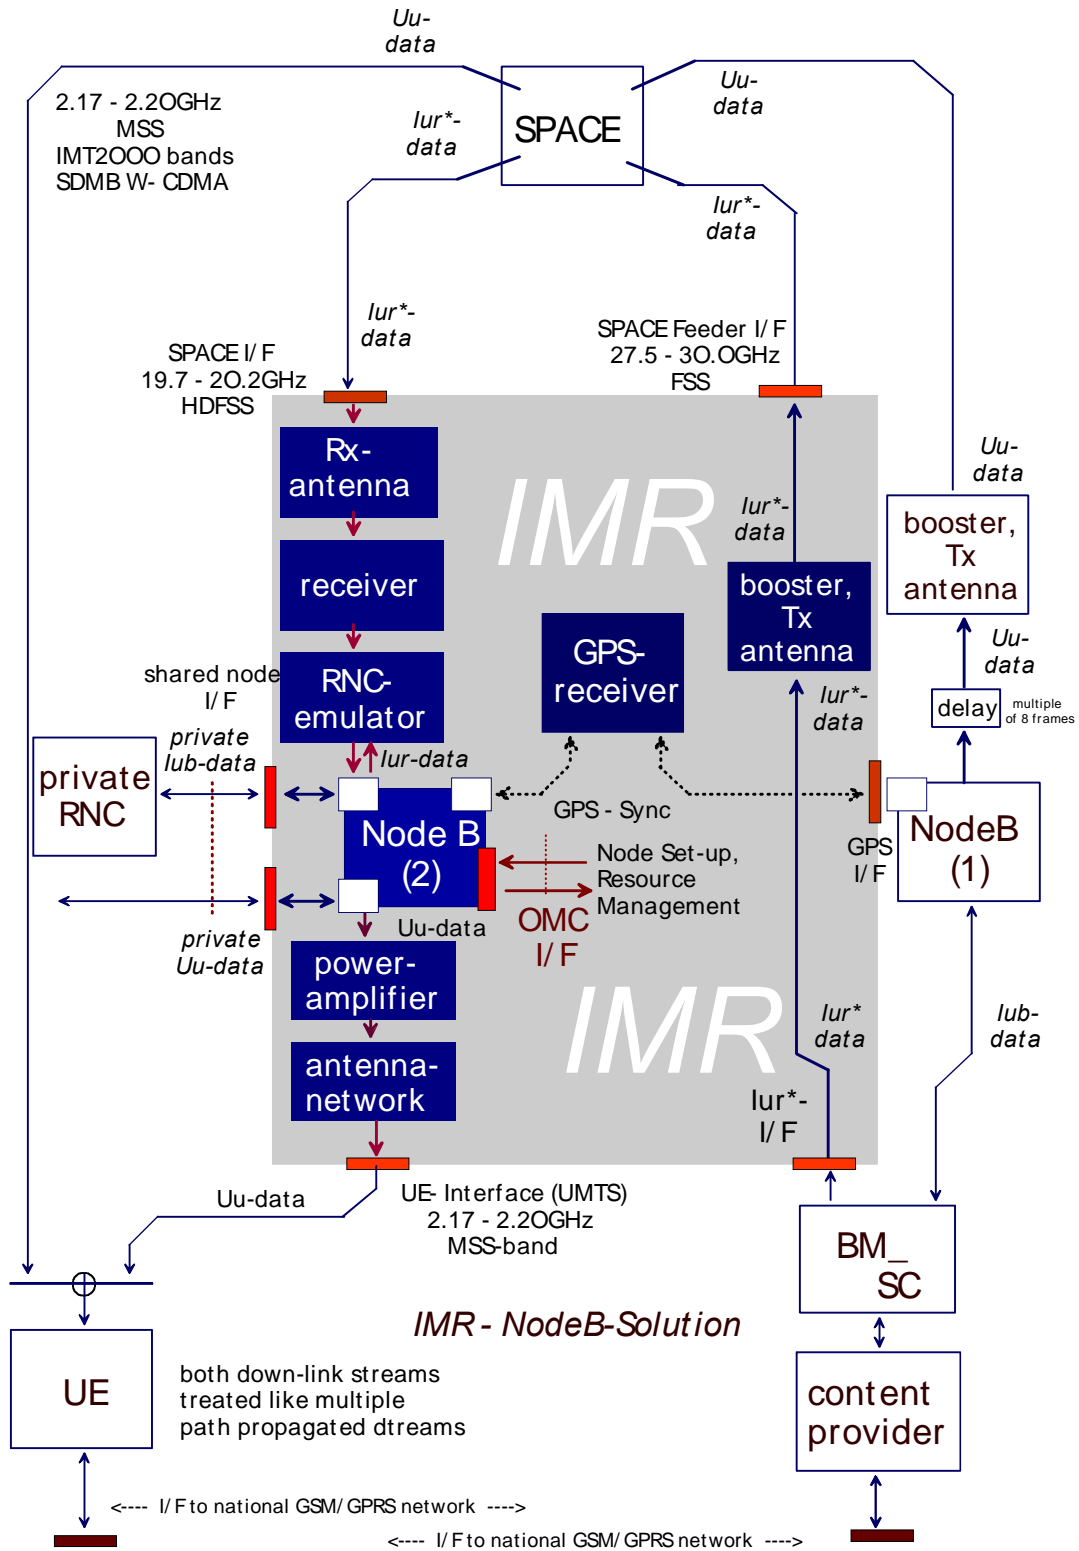 Uu-
data
2.17 - 2.20GHz
MSS
IMT2000 bands
SDMB W- CDMA
Iur*-
data
SPACE
Uu-
data
Iur*-
data
Iur*-
data
SPACE I/F
19.7 - 20.2GHz
HDFSS
SPACE Feeder I/F
27.5 - 30.0GHz
FSS
Rx-
antenna
IMR
Iur*-
data
Uu-
data
booster,
Tx
antenna
receiver
booster,
Tx
antenna
GPS-
receiver
Uu-
data
shared node
I/F
RNC-
emulator
Iur*-
data
delay
multiple
of 8 frames
private
Iub-data
Iur-data
private
RNC
GPS - Sync
Node B
(2)
Node Set-up,
Resource
Management
GPS
I/F
NodeB
(1)
OMC
I/F
Uu-data
private
Uu-data
power-
amplifier
IMR
Iur*
data
Iub-
data
antenna-
network
Iur*-
I/F
Uu-data
UE- Interface (UMTS)
2.17 - 2.20GHz
MSS-band
BM_
SC
IMR - NodeB-Solution
UE
both down-link streams
treated like multiple
path propagated dtreams
content
provider
<---- I/F to national GSM/GPRS network ---->
<---- I/F to national GSM/GPRS network ---->